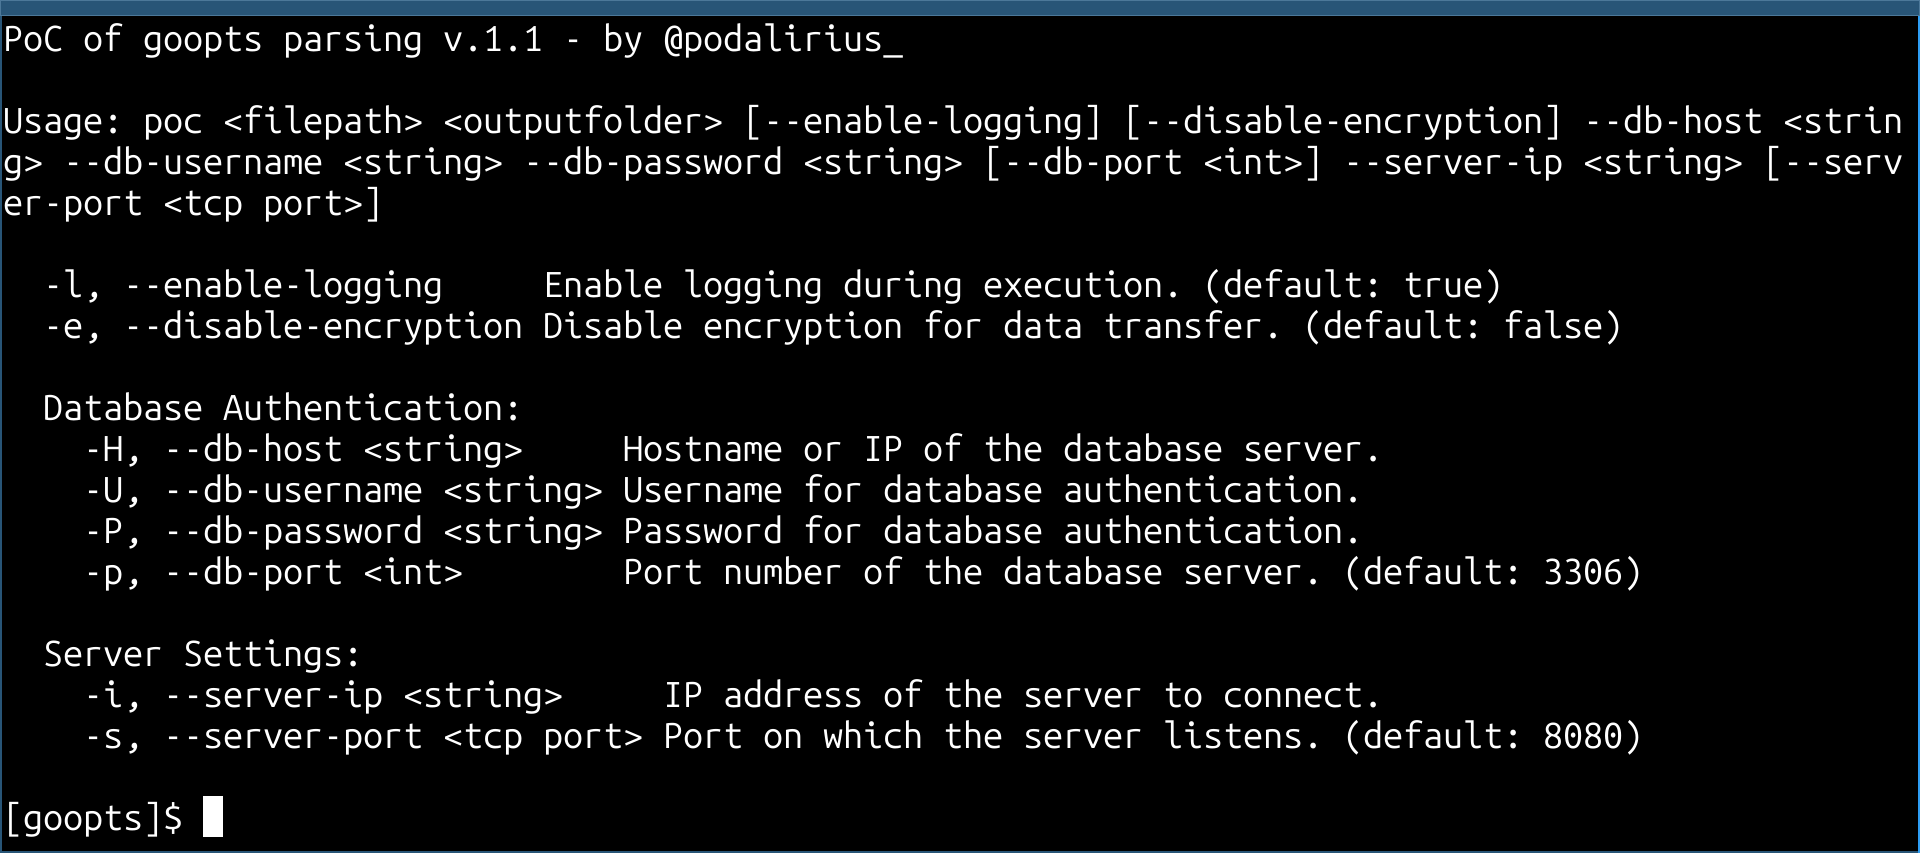 PoC of goopts parsing v.1.1 - by @podalirius_
Usage: poc <filepath> <outputfolder> [--enable-logging] [--disable-encryption] --db-host <strin
g> --db-username <string> --db-password <string> [--db-port <int>] --server-ip <string> [--serv
er-port <tcp port>]
  -l, --enable-logging     Enable logging during execution. (default: true)
  -e, --disable-encryption Disable encryption for data transfer. (default: false)
  Database Authentication:
    -H, --db-host <string>     Hostname or IP of the database server.
    -U, --db-username <string> Username for database authentication.
    -P, --db-password <string> Password for database authentication.
    -p, --db-port <int>        Port number of the database server. (default: 3306)
  Server Settings:
    -i, --server-ip <string>     IP address of the server to connect.
    -s, --server-port <tcp port> Port on which the server listens. (default: 8080)
[goopts]$